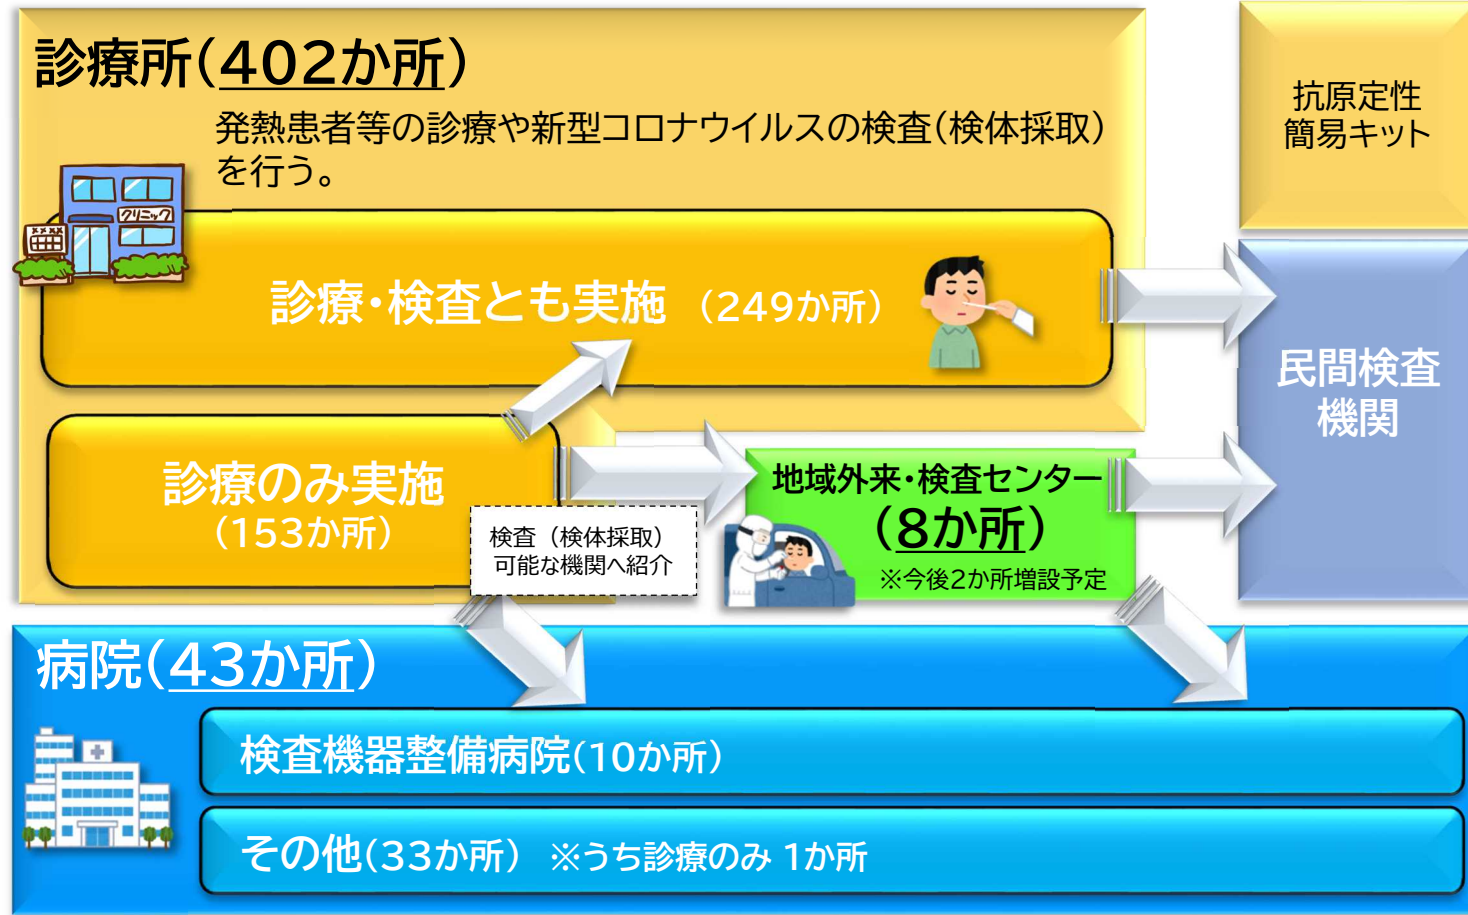 診療所（402か所）
発熱患者等の診療や新型コロナウイルスの検査（検体採取）
を行う。
クリニック
診療・検査とも実施 （249か所）
抗原定性
簡易キット
民間検査
機関
診療のみ実施
（153か所）
検査（検体採取）
可能な機関へ紹介
地域外来・検査センター
（8か所）
※今後2か所増設予定
病院（43か所）
検査機器整備病院（10か所）
その他（33か所） ※うち診療のみ 1か所